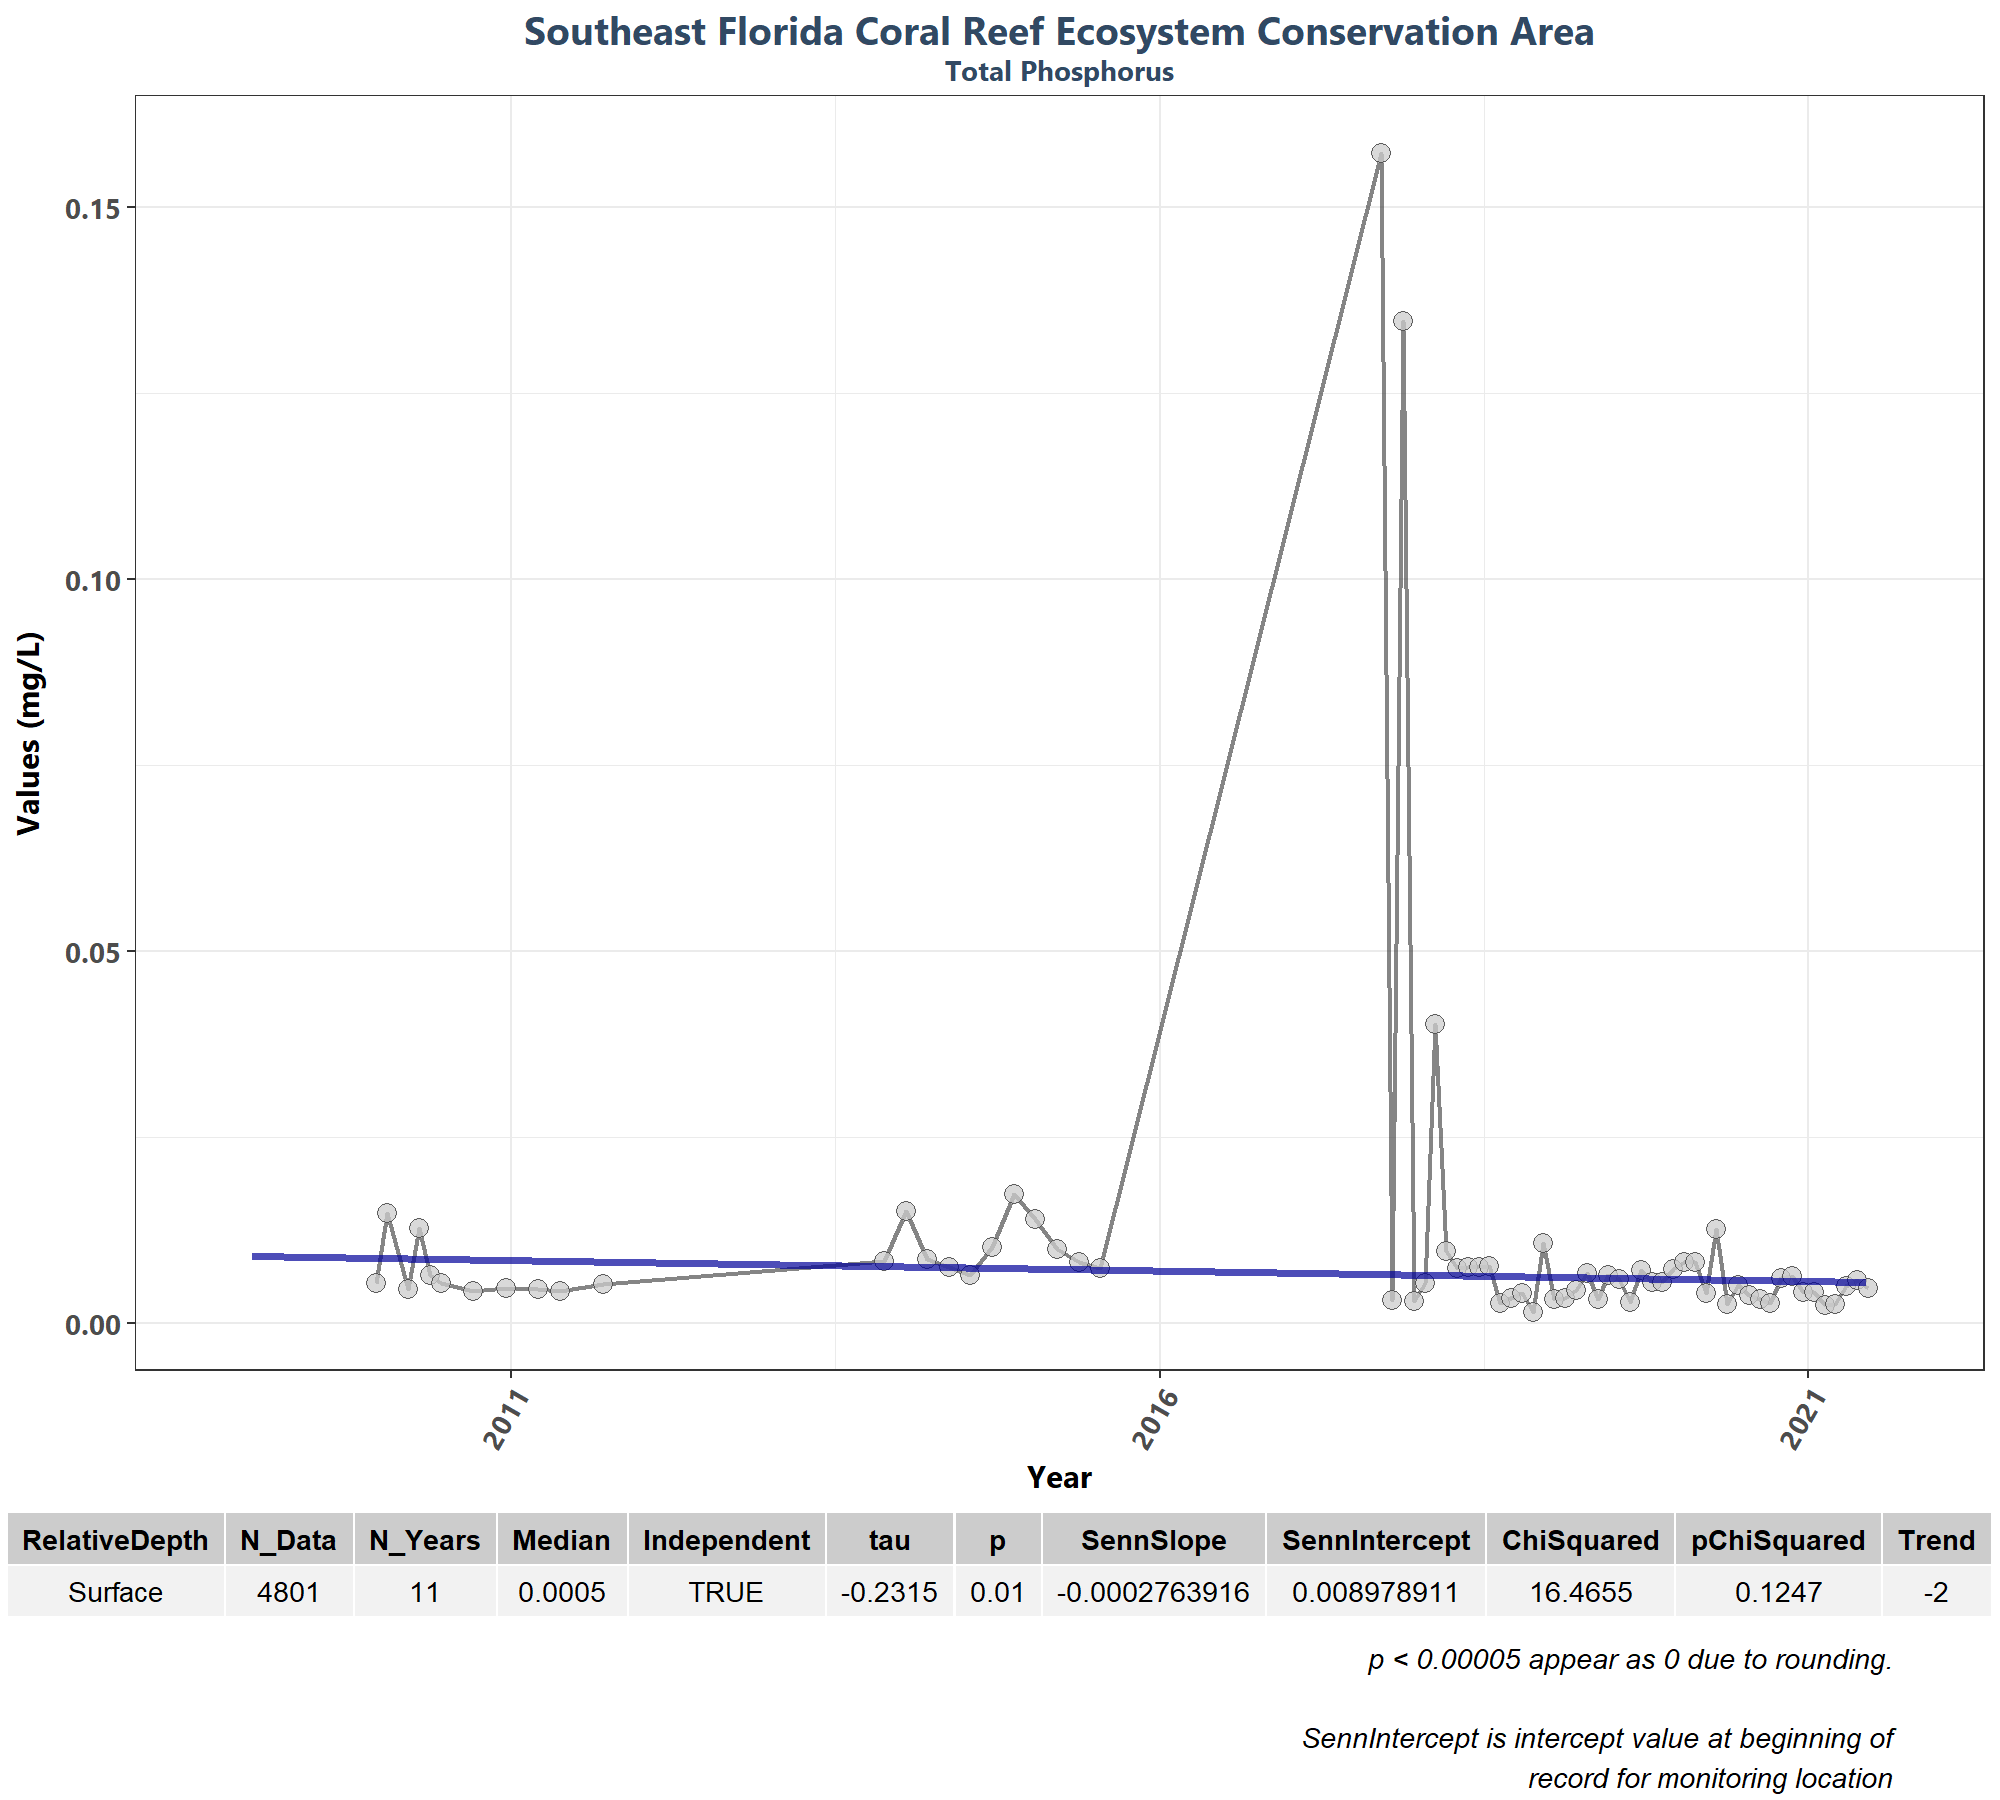 Southeast Florida Coral Reef Ecosystem Conservation Area
Total Phosphorus
Values (mg/L)
0.15
0.10
0.05
0.00
2011
2016
2021
Year
RelativeDepth N_Data N_Years Median Independent tau p SennSlope SennIntercept ChiSquared pChiSquared Trend
Surface 4801 11 0.0005 TRUE -0.2315 0.01 -0.0002763916 0.008978911 16.4655 0.1247 -2
p < 0.00005 appear as 0 due to rounding.
SennIntercept is intercept value at beginning of
record for monitoring location